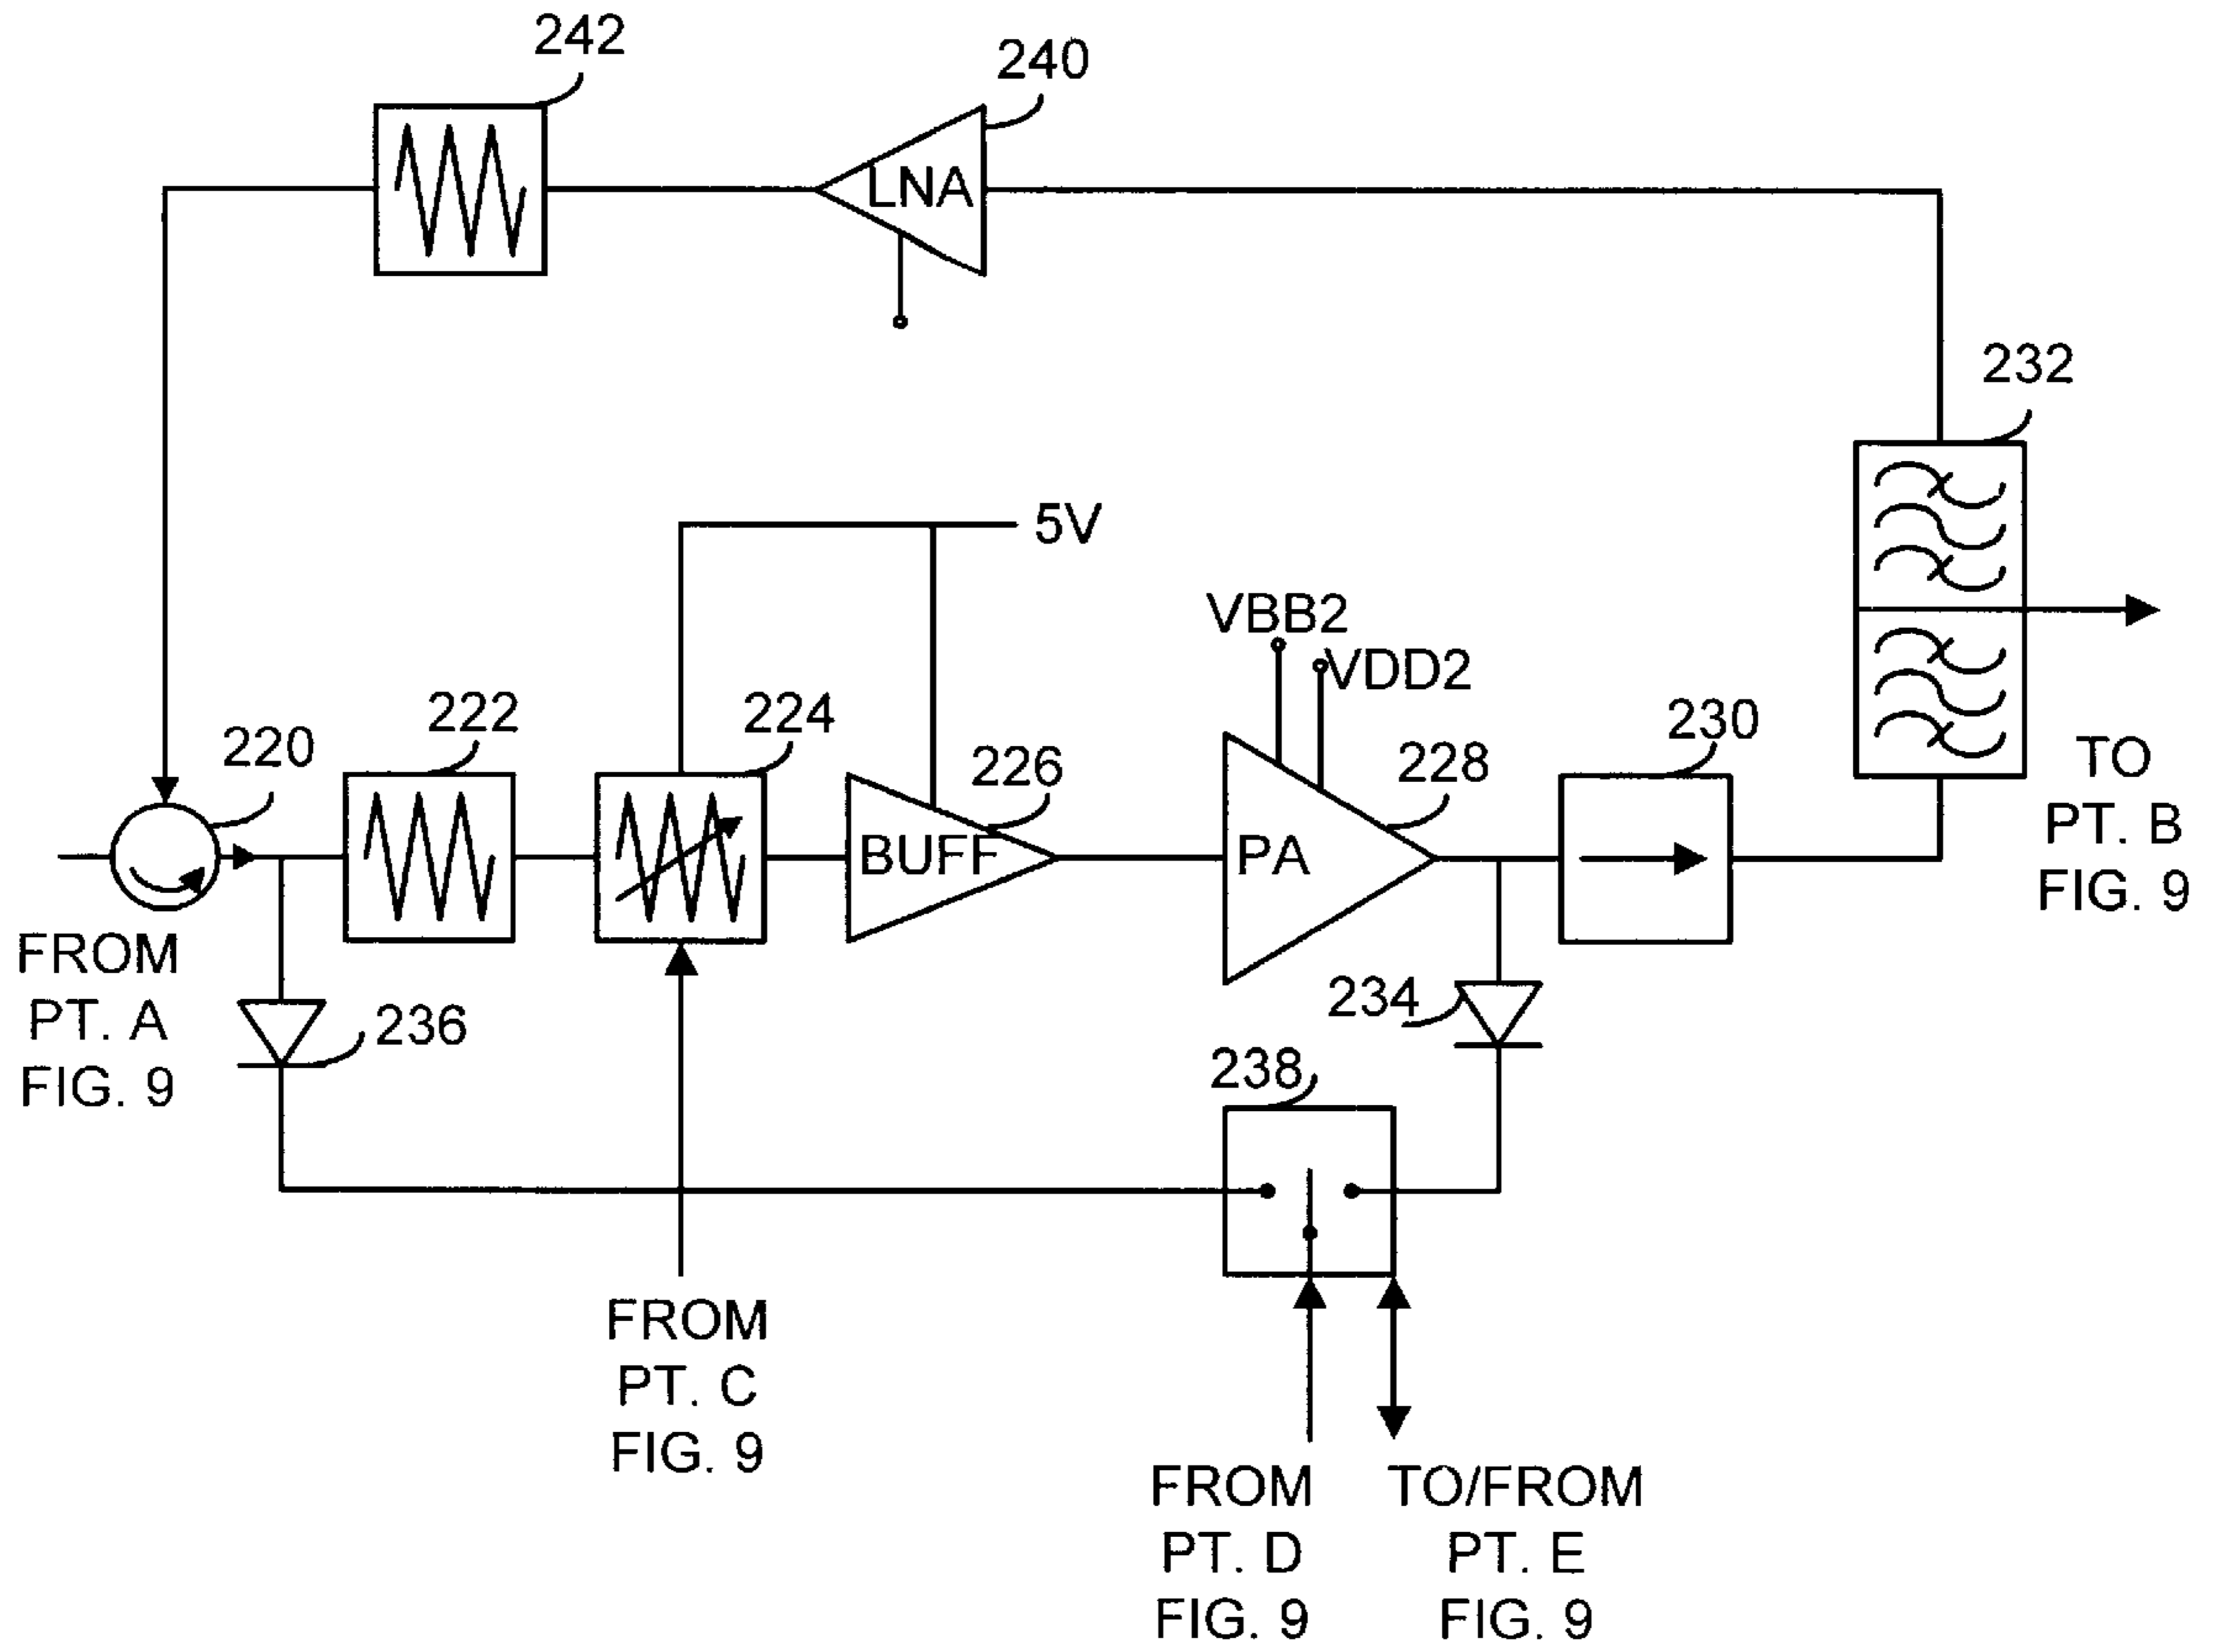 242
240
LNA
232
5V
VBB2
VDD2
222
224
230
220
226
228
BUFF
PA
TO
PT. B
FIG. 9
FROM
PT. A
FIG. 9
236
234
238
FROM
PT. C
FIG. 9
FROM
PT. D
FIG. 9
TO/FROM
PT. E
FIG. 9